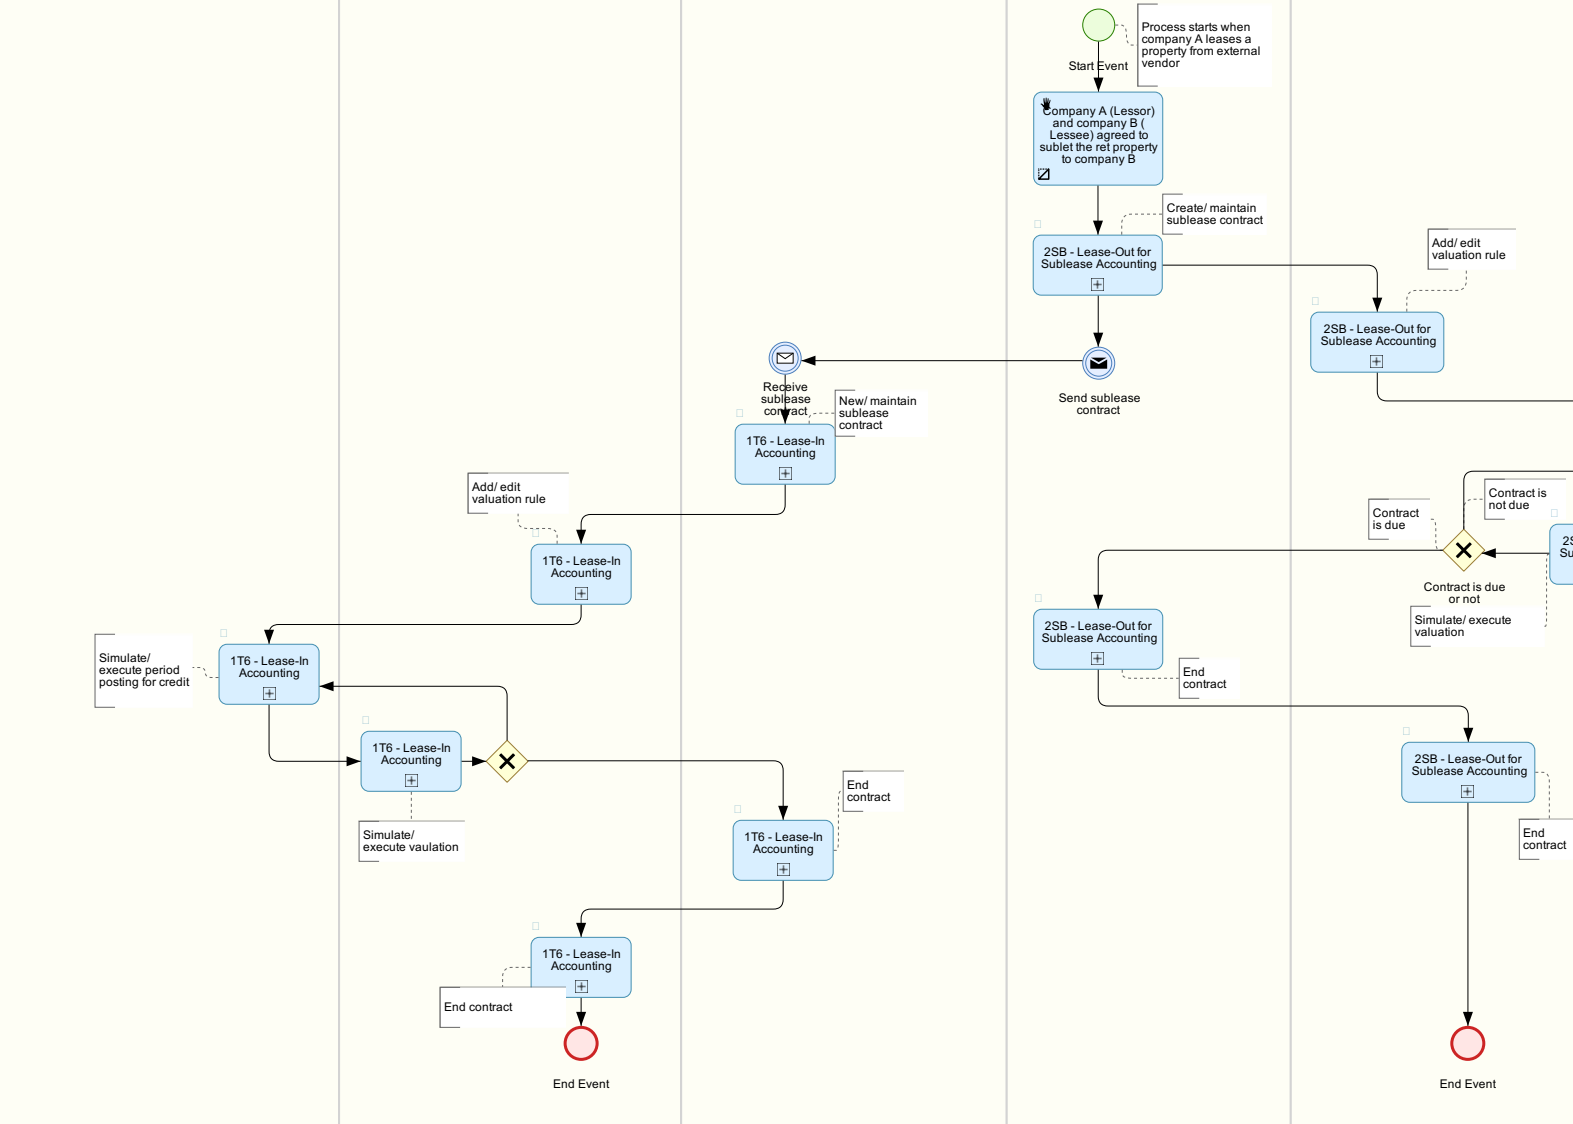 Process starts when
company A leases a
property from external
vendor
Start Event
Company A (Lessor)
and company B (
Lessee) agreed to
sublet the ret property
to company B
Create/ maintain
sublease contract
2SB - Lease-Out for
Sublease Accounting
Add/ edit
valuation rule
2SB - Lease-Out for
Sublease Accounting
Receive
sublease
contract
Send sublease
contract
New/ maintain
sublease
contract
1T6 - Lease-In
Accounting
Add/ edit
valuation rule
1T6 - Lease-In
Accounting
Contract
is due
Contract is
not due
2S
Su
Contract is due
or not
Simulate/ execute
valuation
2SB - Lease-Out for
Sublease Accounting
End
contract
Simulate/
execute period
posting for credit
1T6 - Lease-In
Accounting
1T6 - Lease-In
Accounting
Simulate/
execute vaulation
End
contract
1T6 - Lease-In
Accounting
2SB - Lease-Out for
Sublease Accounting
End
contract
1T6 - Lease-In
Accounting
End contract
End Event
End Event